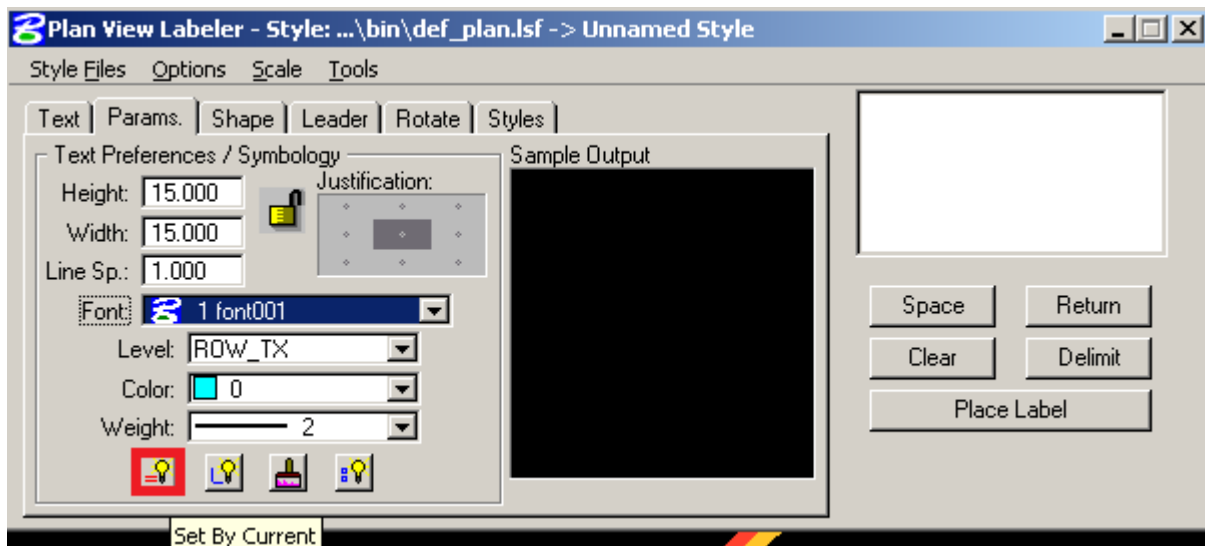 Plan View Labeler - Style: ...\bin\def_plan.lsf -> Unnamed Style
Style Files Options Scale Tools
Text Params. Shape Leader Rotate Styles
Text Preferences / Symbology
Sample Output
Height: 15.000
Justification:
Width: 15.000
Line Sp.: 1.000
Font: 1 font001
Level: ROW_TX
Color: 0
Weight: 2
Space Return
Clear Delimit
Place Label
Set By Current